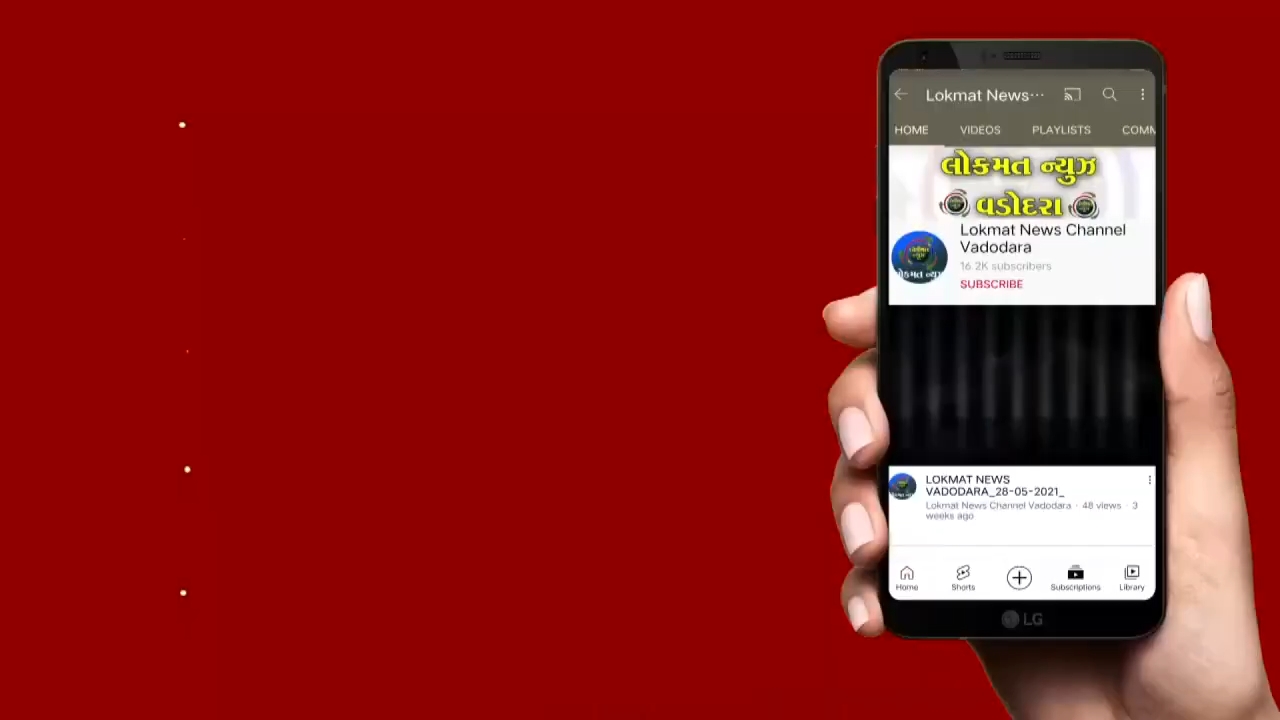 Lokmat News···
HOME VIDEOS PLAYLISTS COMM
લોકમત ન્યુઝ
વડોદરા
Lokmat News Channel
Vadodara
16.2K subscribers
SUBSCRIBE
LOKMAT NEWS
VADODARA_28-05-2021_
Lokmat News Channel Vadodara · 48 views · 3
weeks ago
Home Shorts Subscriptions Library
LG